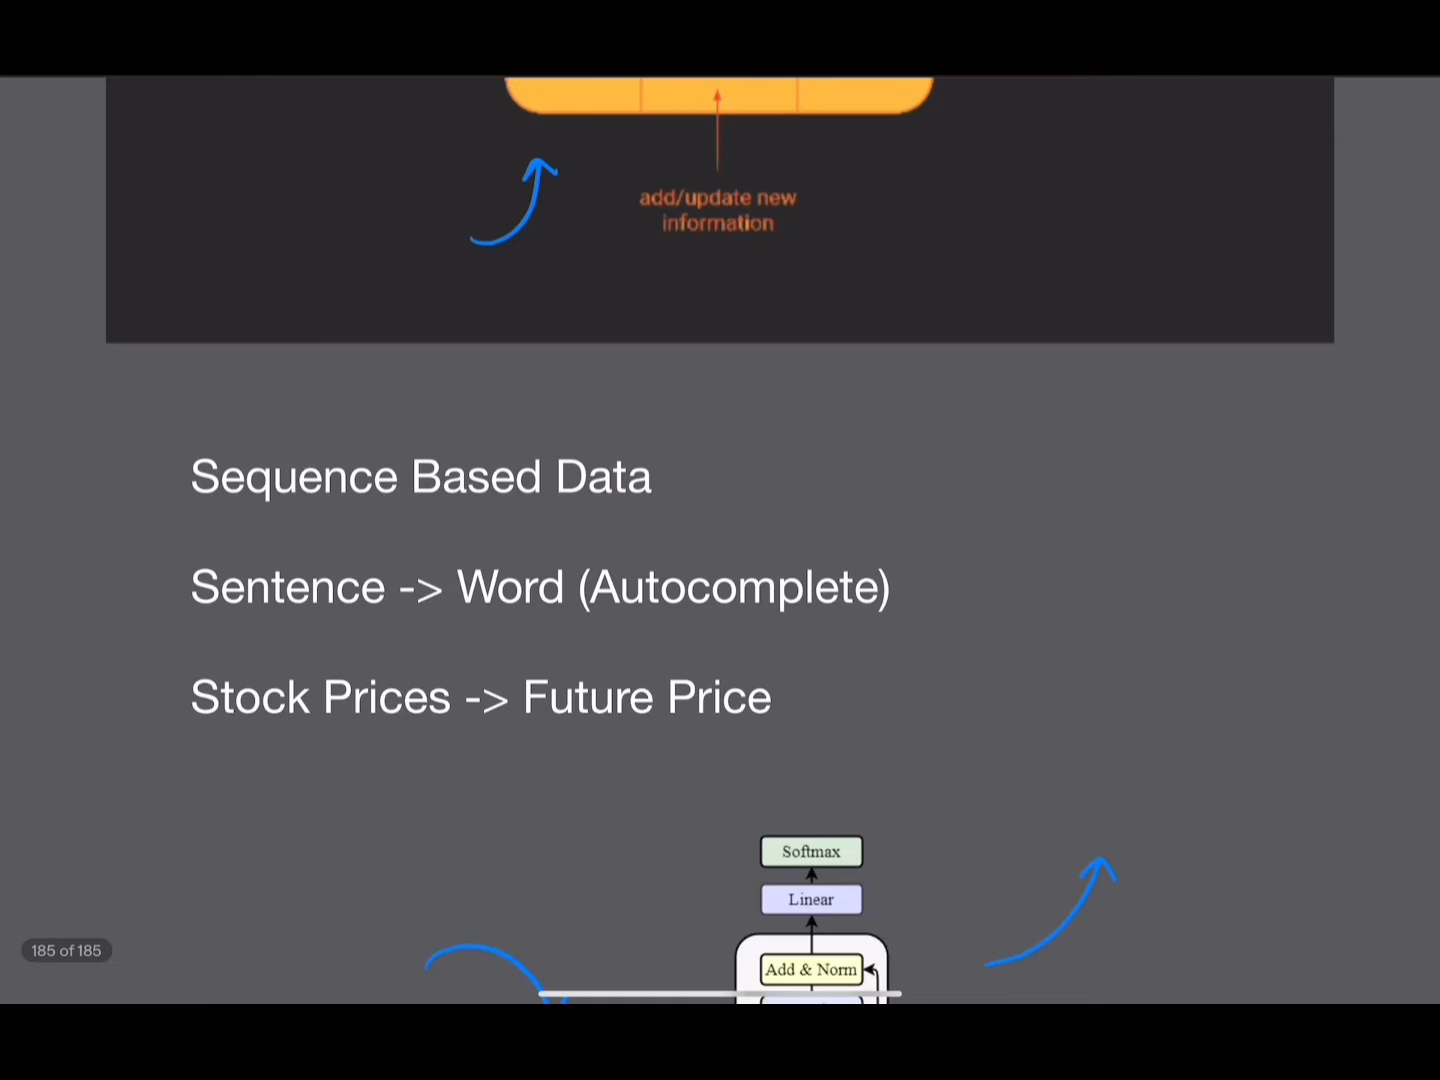 add/update new
information
Sequence Based Data
Sentence -> Word (Autocomplete)
Stock Prices -> Future Price
Softmax
Linear
Add & Norm
185 of 185